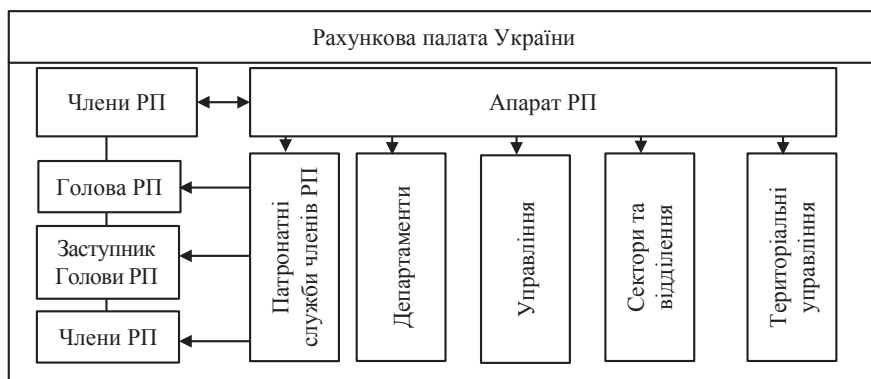 Рахункова палата України
Члени РП
Апарат РП
Голова РП
Заступник
Голови РП
Члени РП
Патронатні
служби членів РП
Департаменти
Управління
Сектори та
відділення
Територіальні
управління